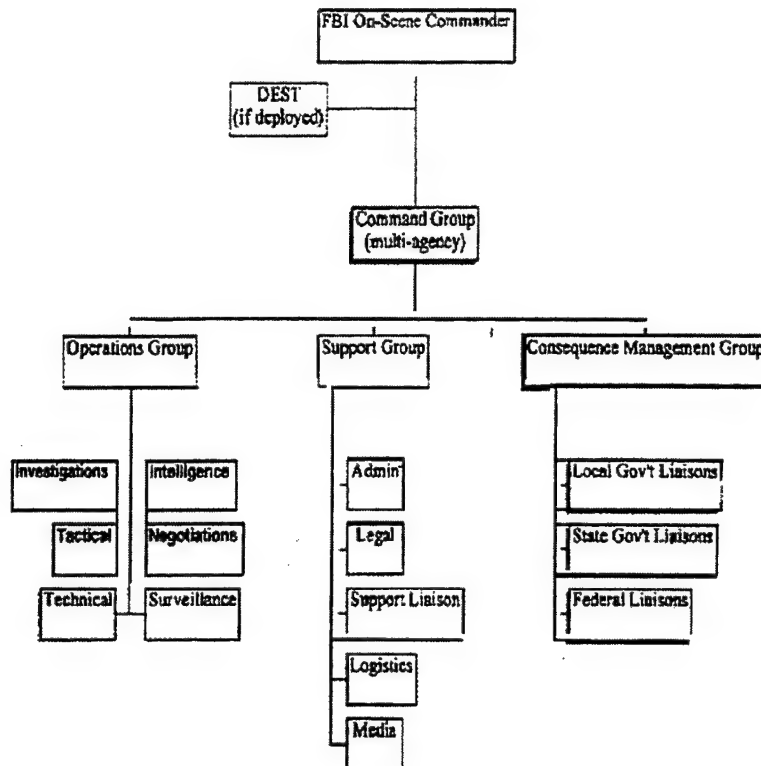 FBI On-Scene Commander
DEST
(if deployed)
Command Group
(multi-agency)
Operations Group
Support Group
Consequence Management Group
Investigations
Intelligence
Admin
Local Gov't Liaisons
Tactical
Negotiations
Legal
State Gov't Liaisons
Technical
Surveillance
Support Liaison
Federal Liaisons
Logistics
Media